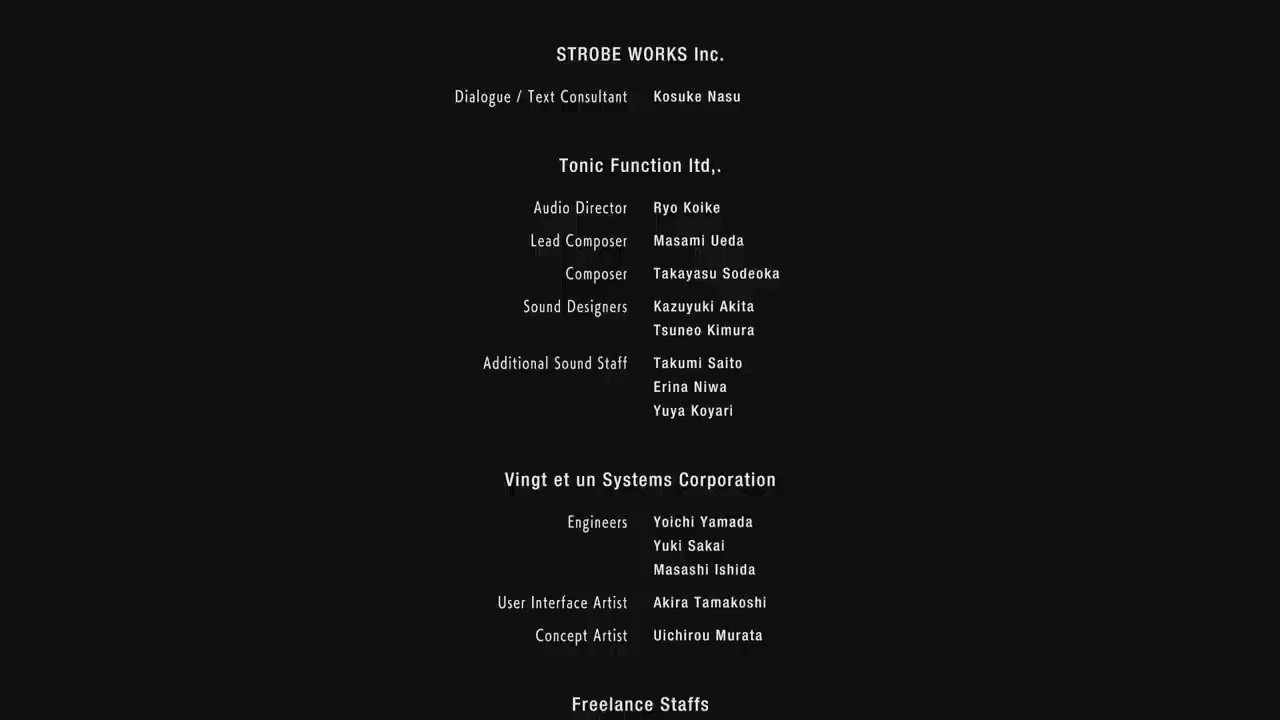 STROBE WORKS Inc.
Dialogue / Text Consultant Kosuke Nasu
Tonic Function ltd,.
Audio Director Ryo Koike
Lead Composer Masami Ueda
Composer Takayasu Sodeoka
Sound Designers Kazuyuki Akita
Tsuneo Kimura
Additional Sound Staff Takumi Saito
Erina Niwa
Yuya Koyari
Vingt et un Systems Corporation
Engineers Yoichi Yamada
Yuki Sakai
Masashi Ishida
User Interface Artist Akira Tamakoshi
Concept Artist Uichirou Murata
Freelance Staffs